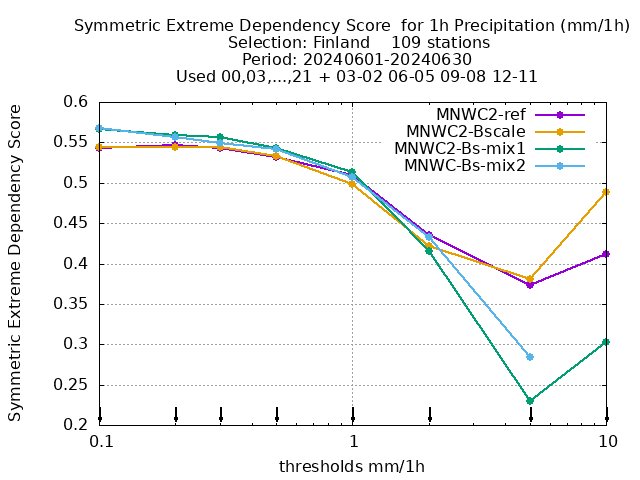 Symmetric Extreme Dependency Score  for 1h Precipitation (mm/1h)
Selection: Finland    109 stations
Period: 20240601-20240630
Used 00,03,...,21 + 03-02 06-05 09-08 12-11
Symmetric Extreme Dependency Score
0.6
0.55
0.5
0.45
0.4
0.35
0.3
0.25
0.2
MNWC2-ref
MNWC2-Bscale
MNWC2-Bs-mix1
MNWC-Bs-mix2
0.1 1 10
thresholds mm/1h